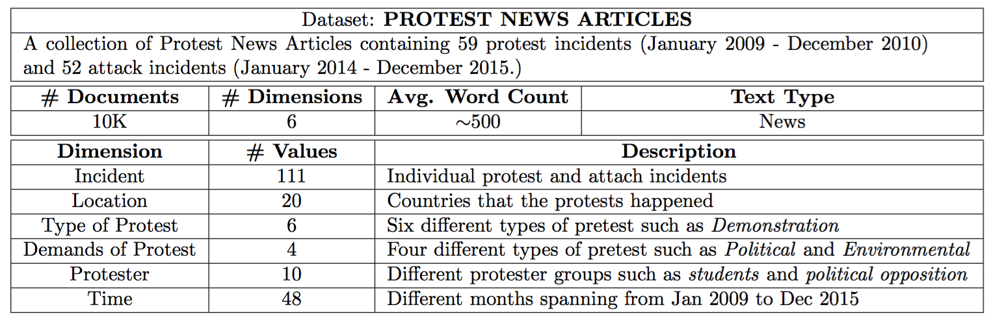 Dataset: PROTEST NEWS ARTICLES
A collection of Protest News Articles containing 59 protest incidents (January 2009 - December 2010)
and 52 attack incidents (January 2014 - December 2015.)
# Documents # Dimensions Avg. Word Count Text Type
10K 6 ~500 News
Dimension # Values Description
Incident 111 Individual protest and attach incidents
Location 20 Countries that the protests happened
Type of Protest 6 Six different types of pretest such as Demonstration
Demands of Protest 4 Four different types of pretest such as Political and Environmental
Protester 10 Different protester groups such as students and political opposition
Time 48 Different months spanning from Jan 2009 to Dec 2015